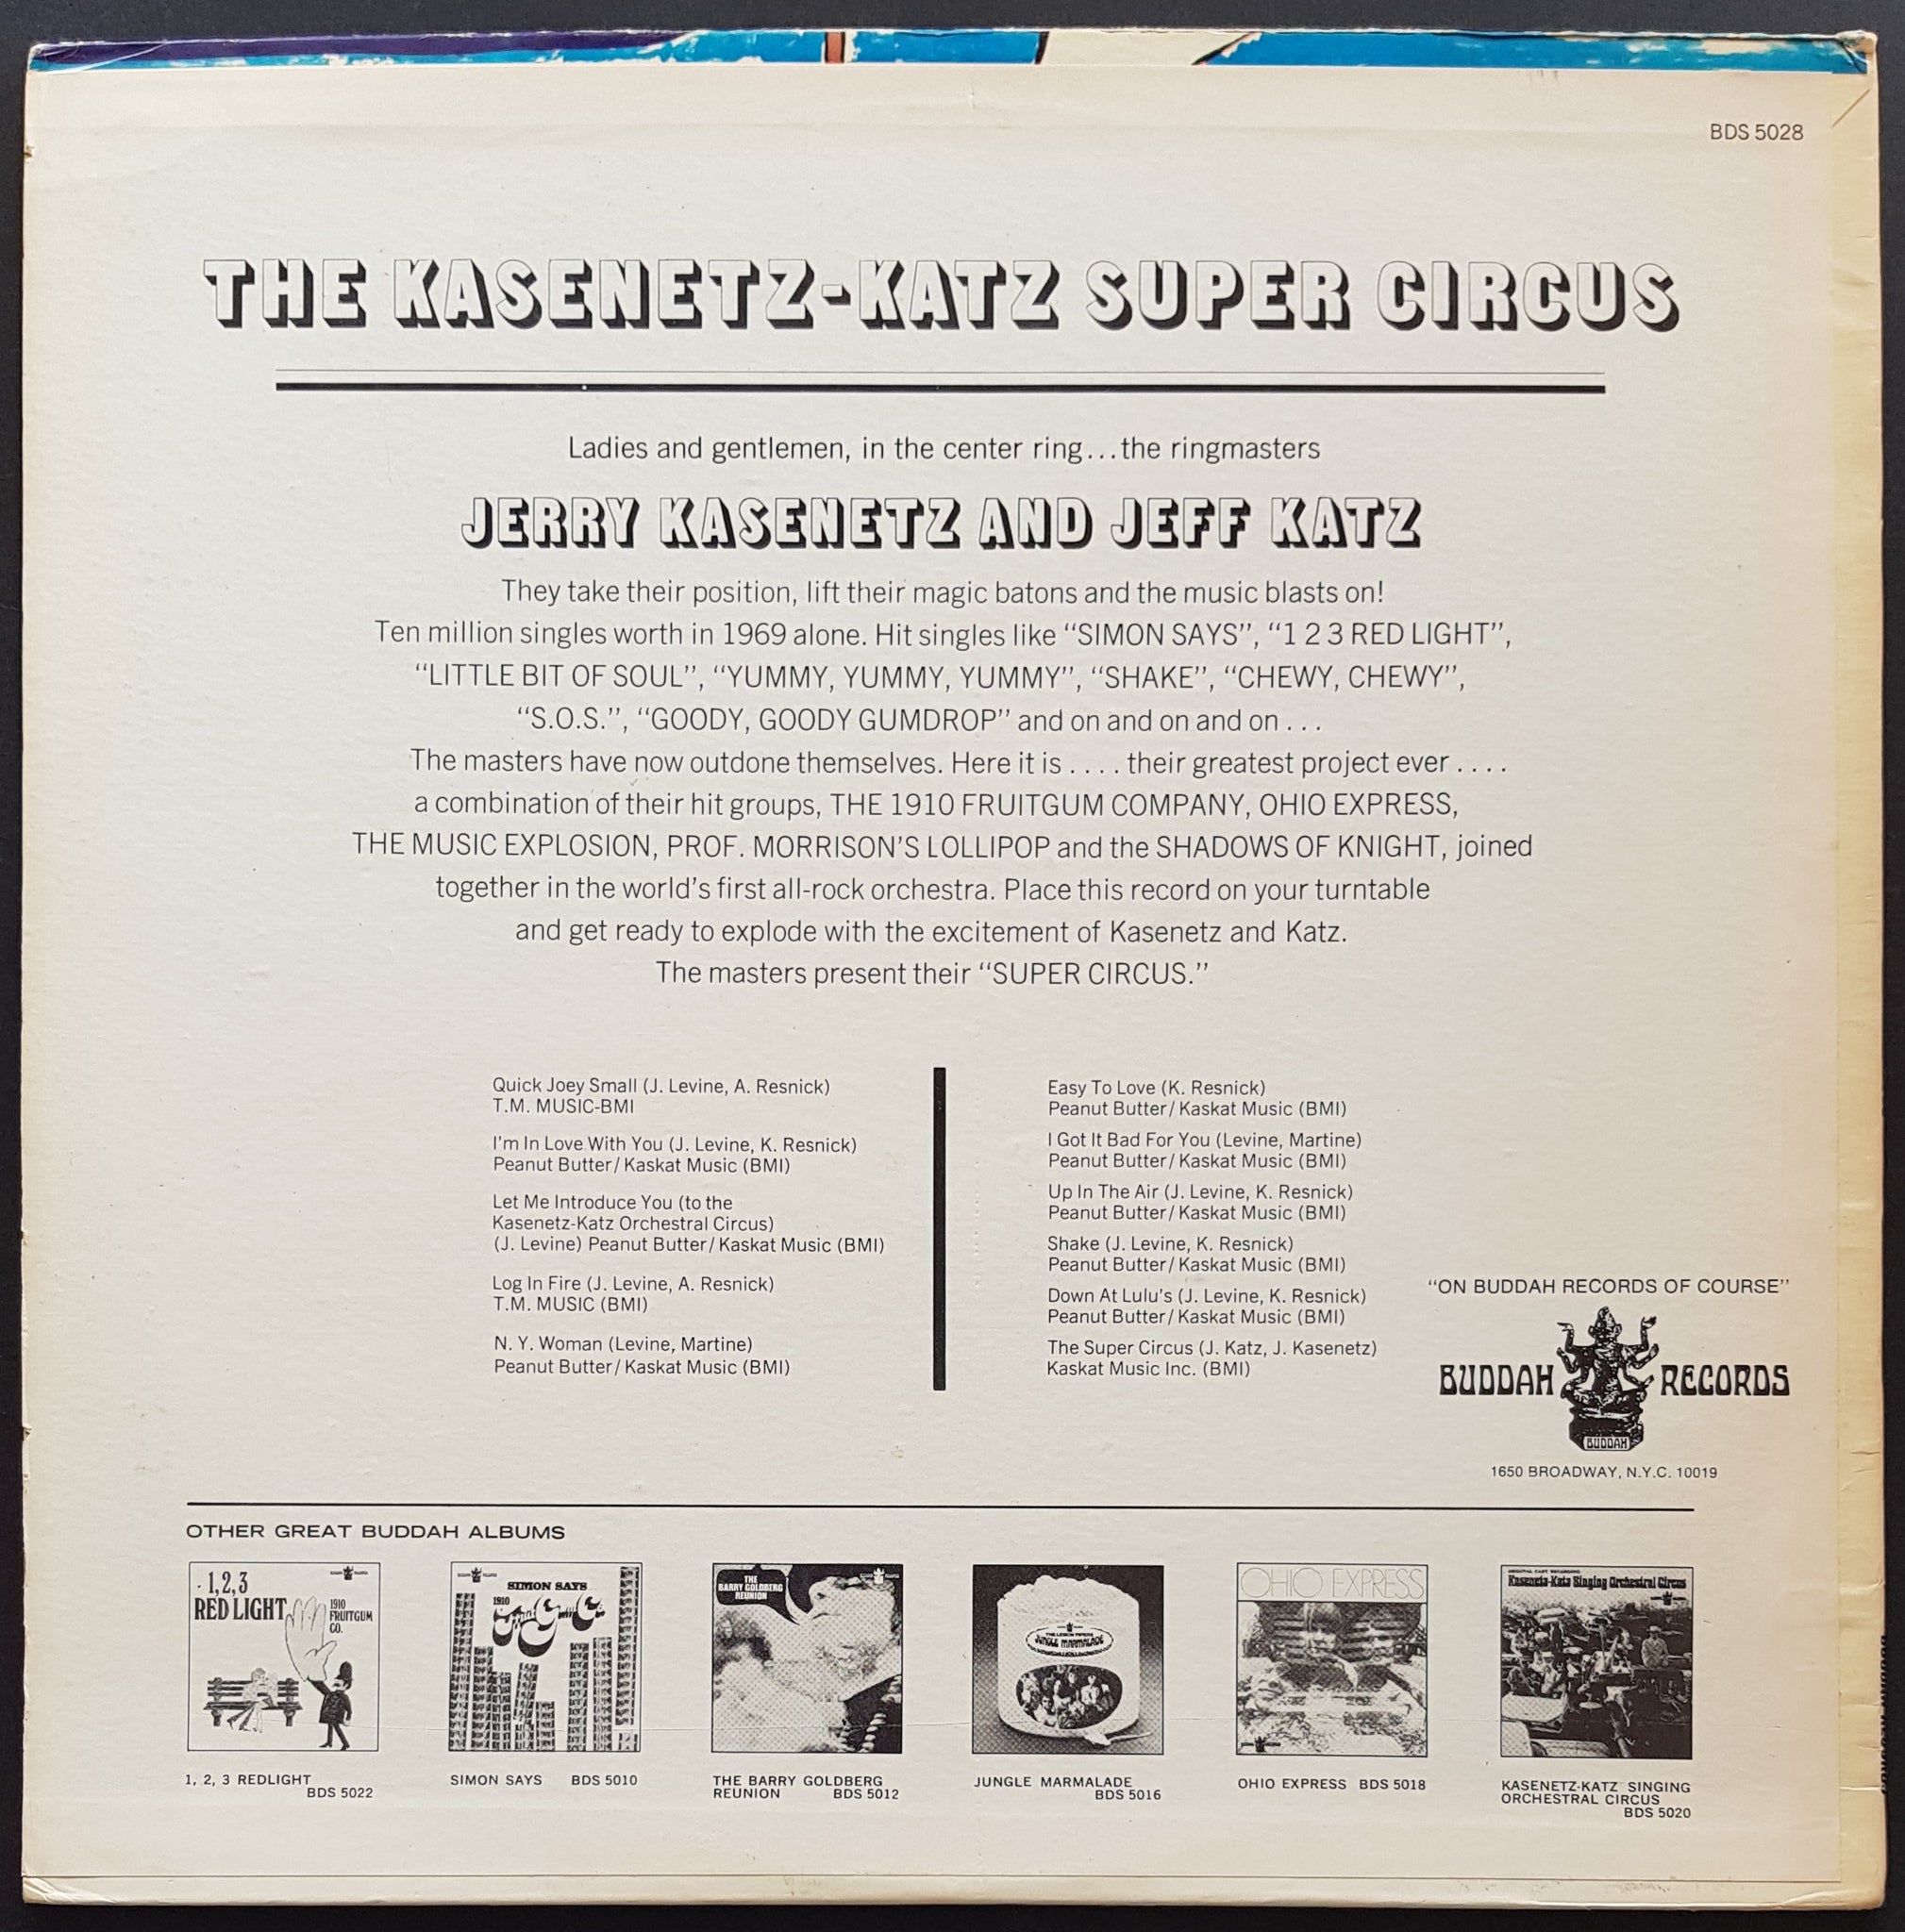 BDS 5028
THE KASENETZ-KATZ SUPER CIRCUS
Ladies and gentlemen, in the center ring...the ringmasters
JERRY KASENETZ AND JEFF KATZ
They take their position, lift their magic batons and the music blasts on!
Ten million singles worth in 1969 alone. Hit singles like “SIMON SAYS”, “1 2 3 RED LIGHT”,
“LITTLE BIT OF SOUL”, “YUMMY, YUMMY, YUMMY”, “SHAKE”, “CHEWY, CHEWY”,
“S.O.S.”, “GOODY, GOODY GUMDROP” and on and on and on . . .
The masters have now outdone themselves. Here it is . . . . their greatest project ever . . . .
a combination of their hit groups, THE 1910 FRUITGUM COMPANY, OHIO EXPRESS,
THE MUSIC EXPLOSION, PROF. MORRISON’S LOLLIPOP and the SHADOWS OF KNIGHT, joined
together in the world’s first all-rock orchestra. Place this record on your turntable
and get ready to explode with the excitement of Kasenetz and Katz.
The masters present their “SUPER CIRCUS.”
Quick Joey Small (J. Levine, A. Resnick)
T.M. MUSIC-BMI
I’m In Love With You (J. Levine, K. Resnick)
Peanut Butter/Kaskat Music (BMI)
Let Me Introduce You (to the
Kasenetz-Katz Orchestral Circus)
(J. Levine) Peanut Butter/Kaskat Music (BMI)
Log In Fire (J. Levine, A. Resnick)
T.M. MUSIC (BMI)
N. Y. Woman (Levine, Martine)
Peanut Butter/Kaskat Music (BMI)
Easy To Love (K. Resnick)
Peanut Butter/Kaskat Music (BMI)
I Got It Bad For You (Levine, Martine)
Peanut Butter/Kaskat Music (BMI)
Up In The Air (J. Levine, K. Resnick)
Peanut Butter/Kaskat Music (BMI)
Shake (J. Levine, K. Resnick)
Peanut Butter/Kaskat Music (BMI)
Down At Lulu’s (J. Levine, K. Resnick)
Peanut Butter/Kaskat Music (BMI)
The Super Circus (J. Katz, J. Kasenetz)
Kaskat Music Inc. (BMI)
“ON BUDDAH RECORDS OF COURSE”
BUDDAH RECORDS
BUDDAH
1650 BROADWAY, N.Y.C. 10019
OTHER GREAT BUDDAH ALBUMS
1,2,3
RED LIGHT
1910
FRUITGUM
CO.
SIMON SAYS
1910
THE
BARRY GOLDBERG
REUNION
THE LEMON PIPERS
JUNGLE MARMALADE
OHIO EXPRESS
ORIGINAL CAST RECORDING
Kasenetz-Katz Singing Orchestral Circus
1, 2, 3 REDLIGHT
BDS 5022
SIMON SAYS BDS 5010
THE BARRY GOLDBERG
REUNION BDS 5012
JUNGLE MARMALADE
BDS 5016
OHIO EXPRESS BDS 5018
KASENETZ-KATZ SINGING
ORCHESTRAL CIRCUS
BDS 5020